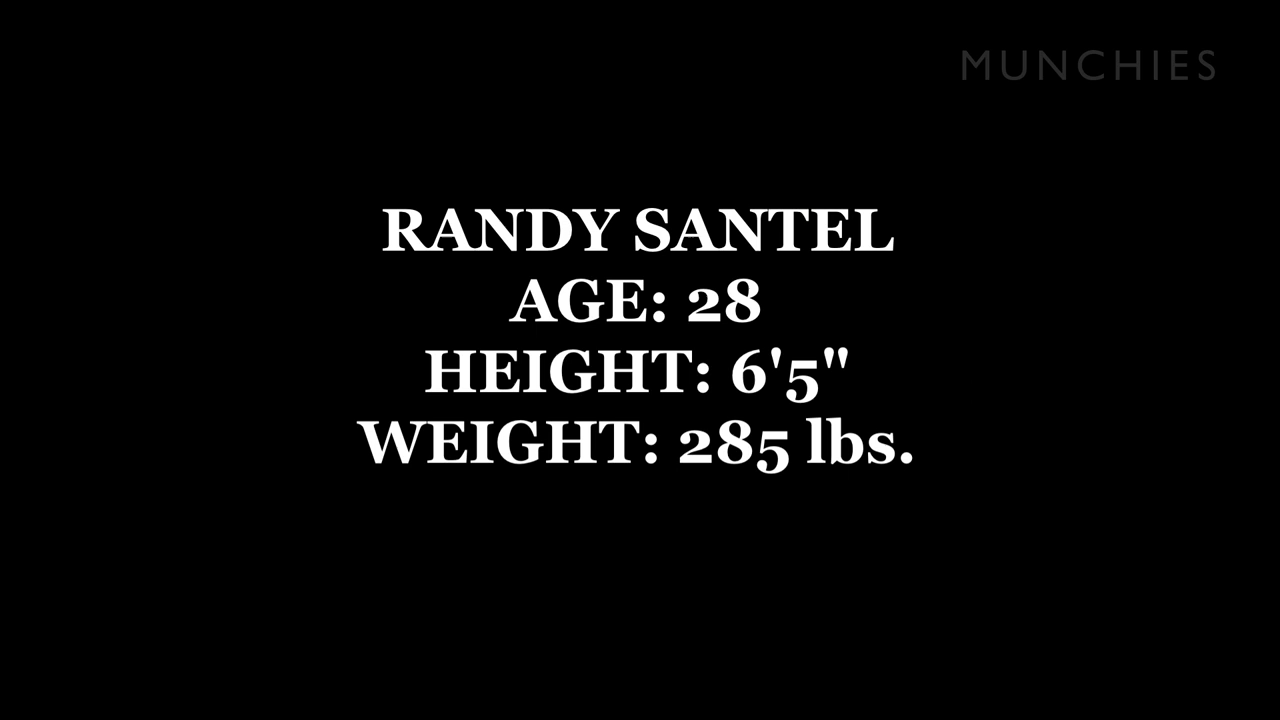 MUNCHIES
RANDY SANTEL
AGE: 28
HEIGHT: 6'5"
WEIGHT: 285 lbs.